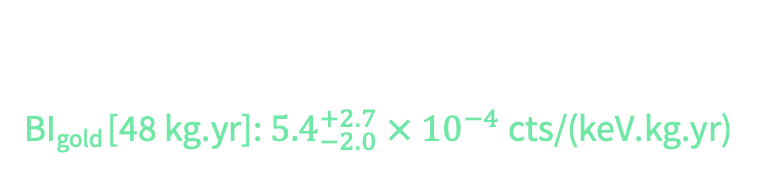 BI_gold [48 kg.yr]: 5.4^{+2.7}_{−2.0} × 10^{−4} cts/(keV.kg.yr)